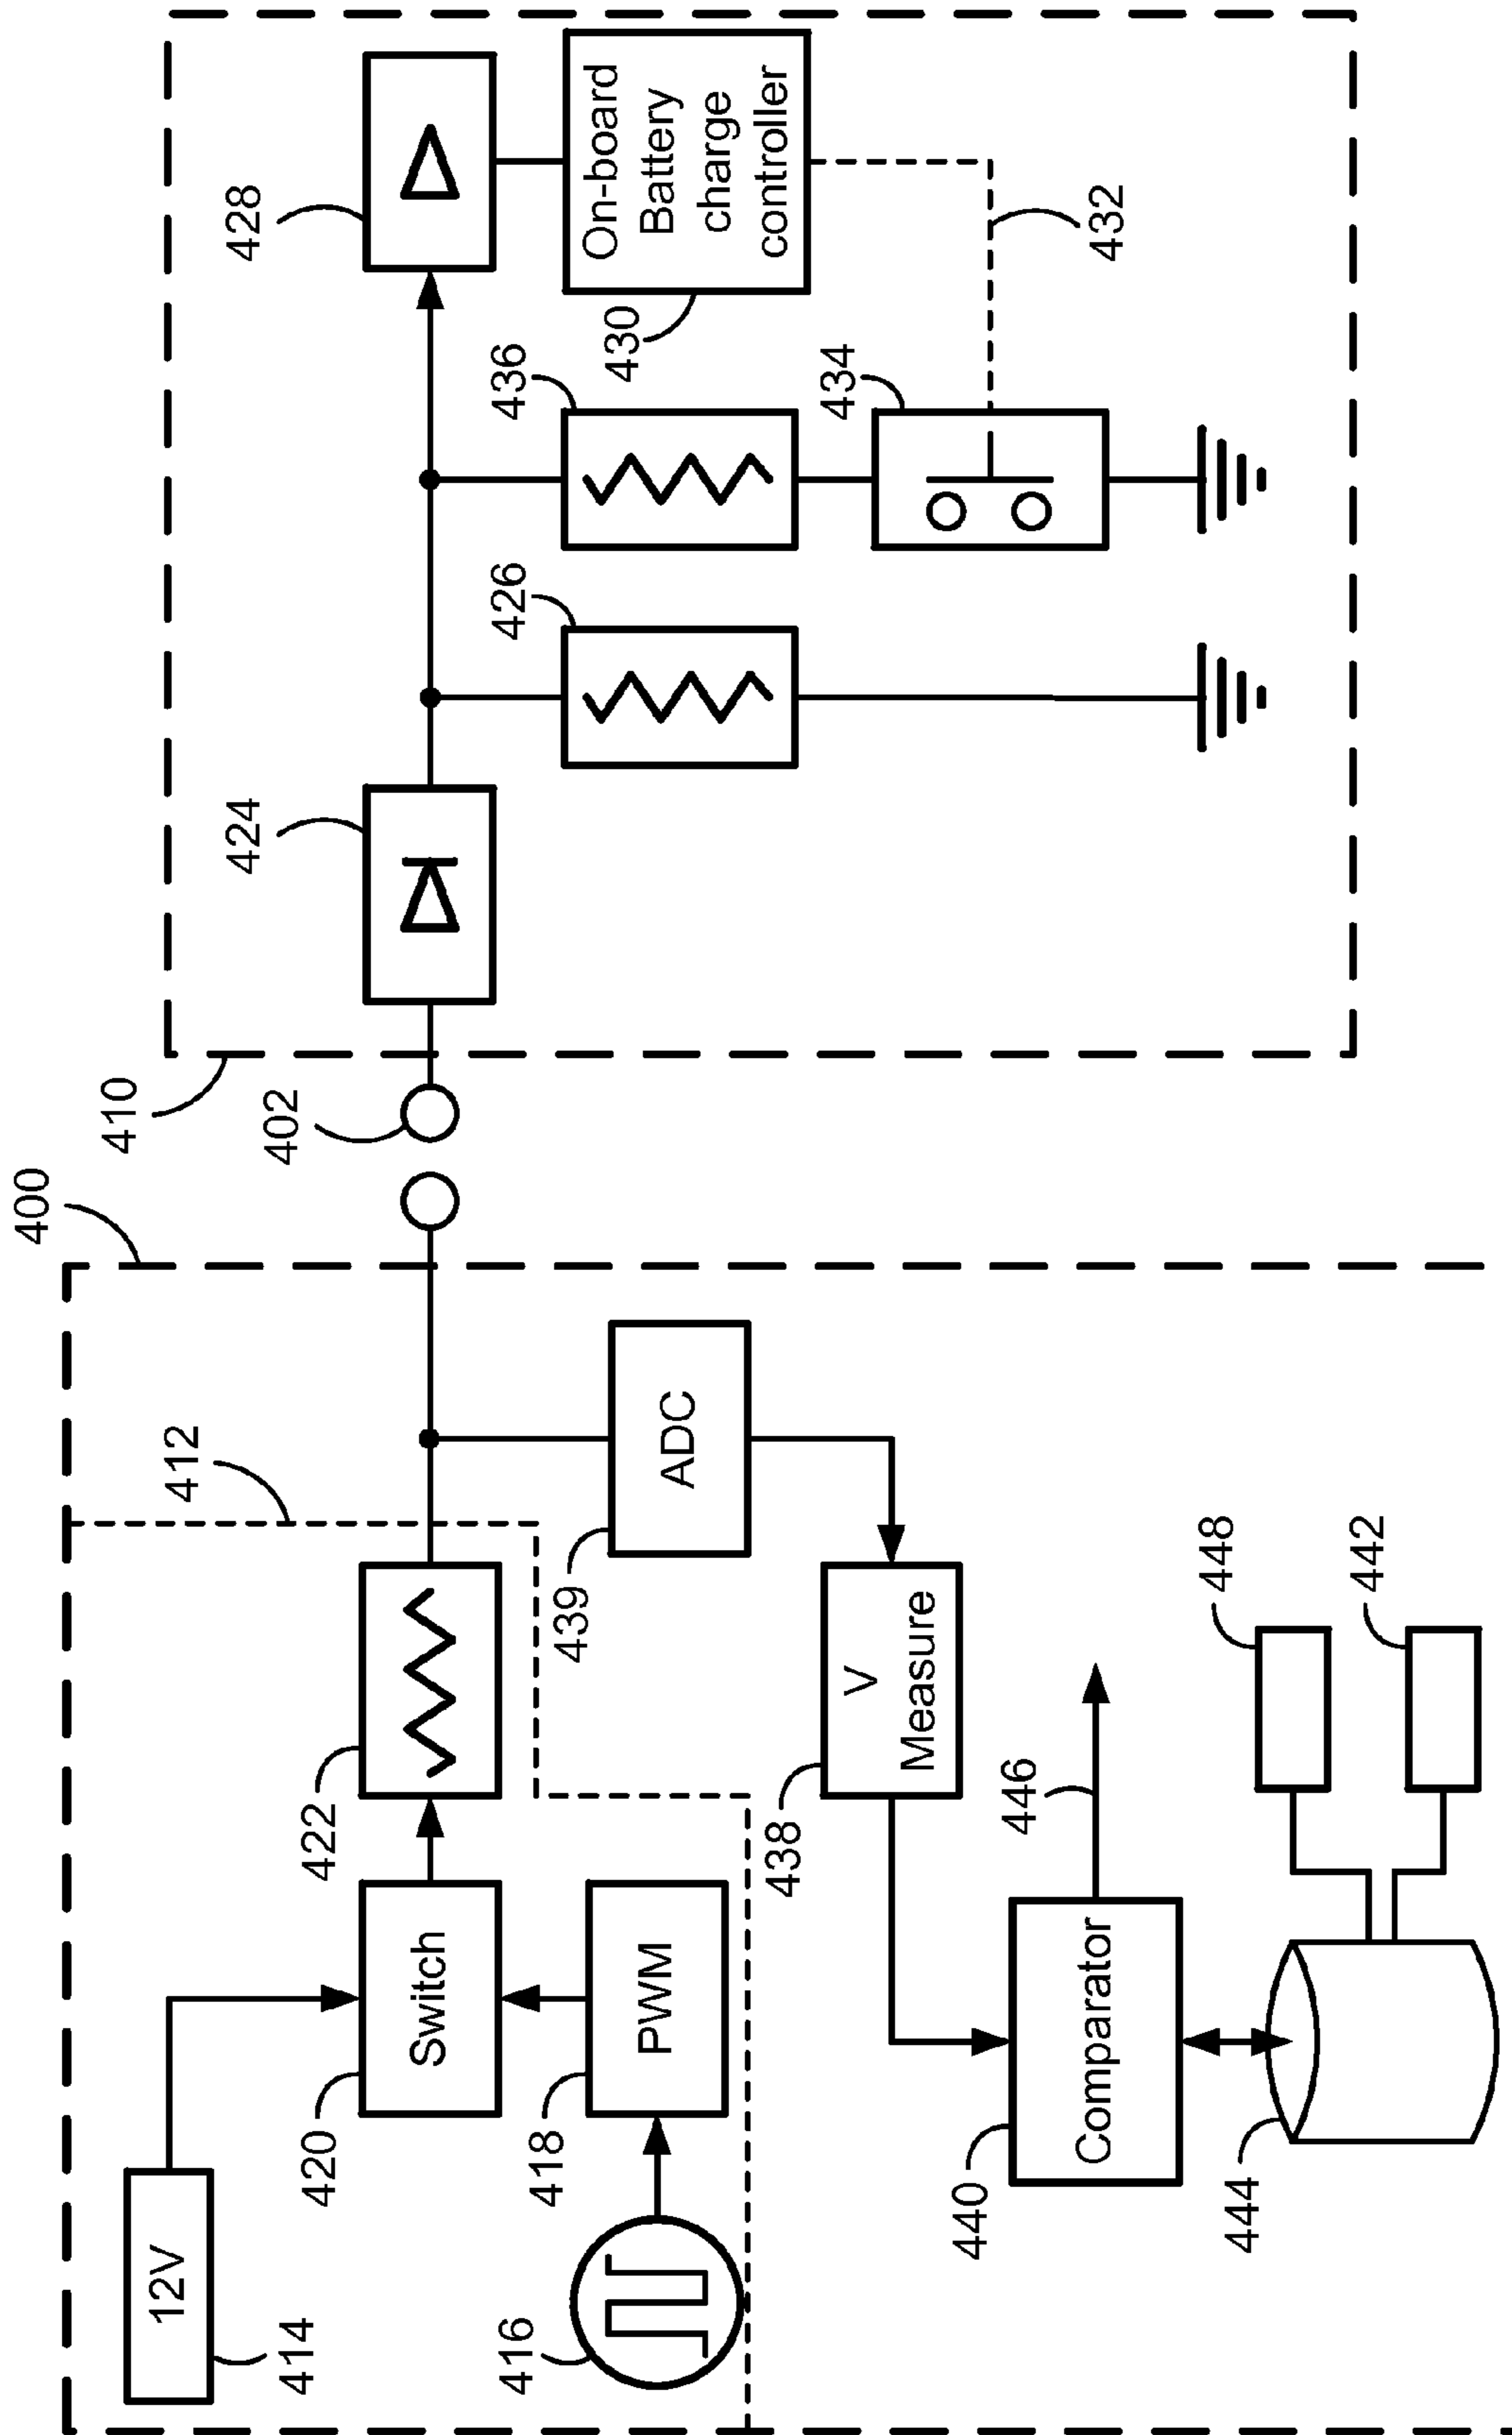 400
410
402
412
12V
414
Switch
420
PWM
418
416
422
ADC
439
V
Measure
438
Comparator
440
446
444
448
442
424
426
436
434
428
On-board
Battery
charge
controller
430
432